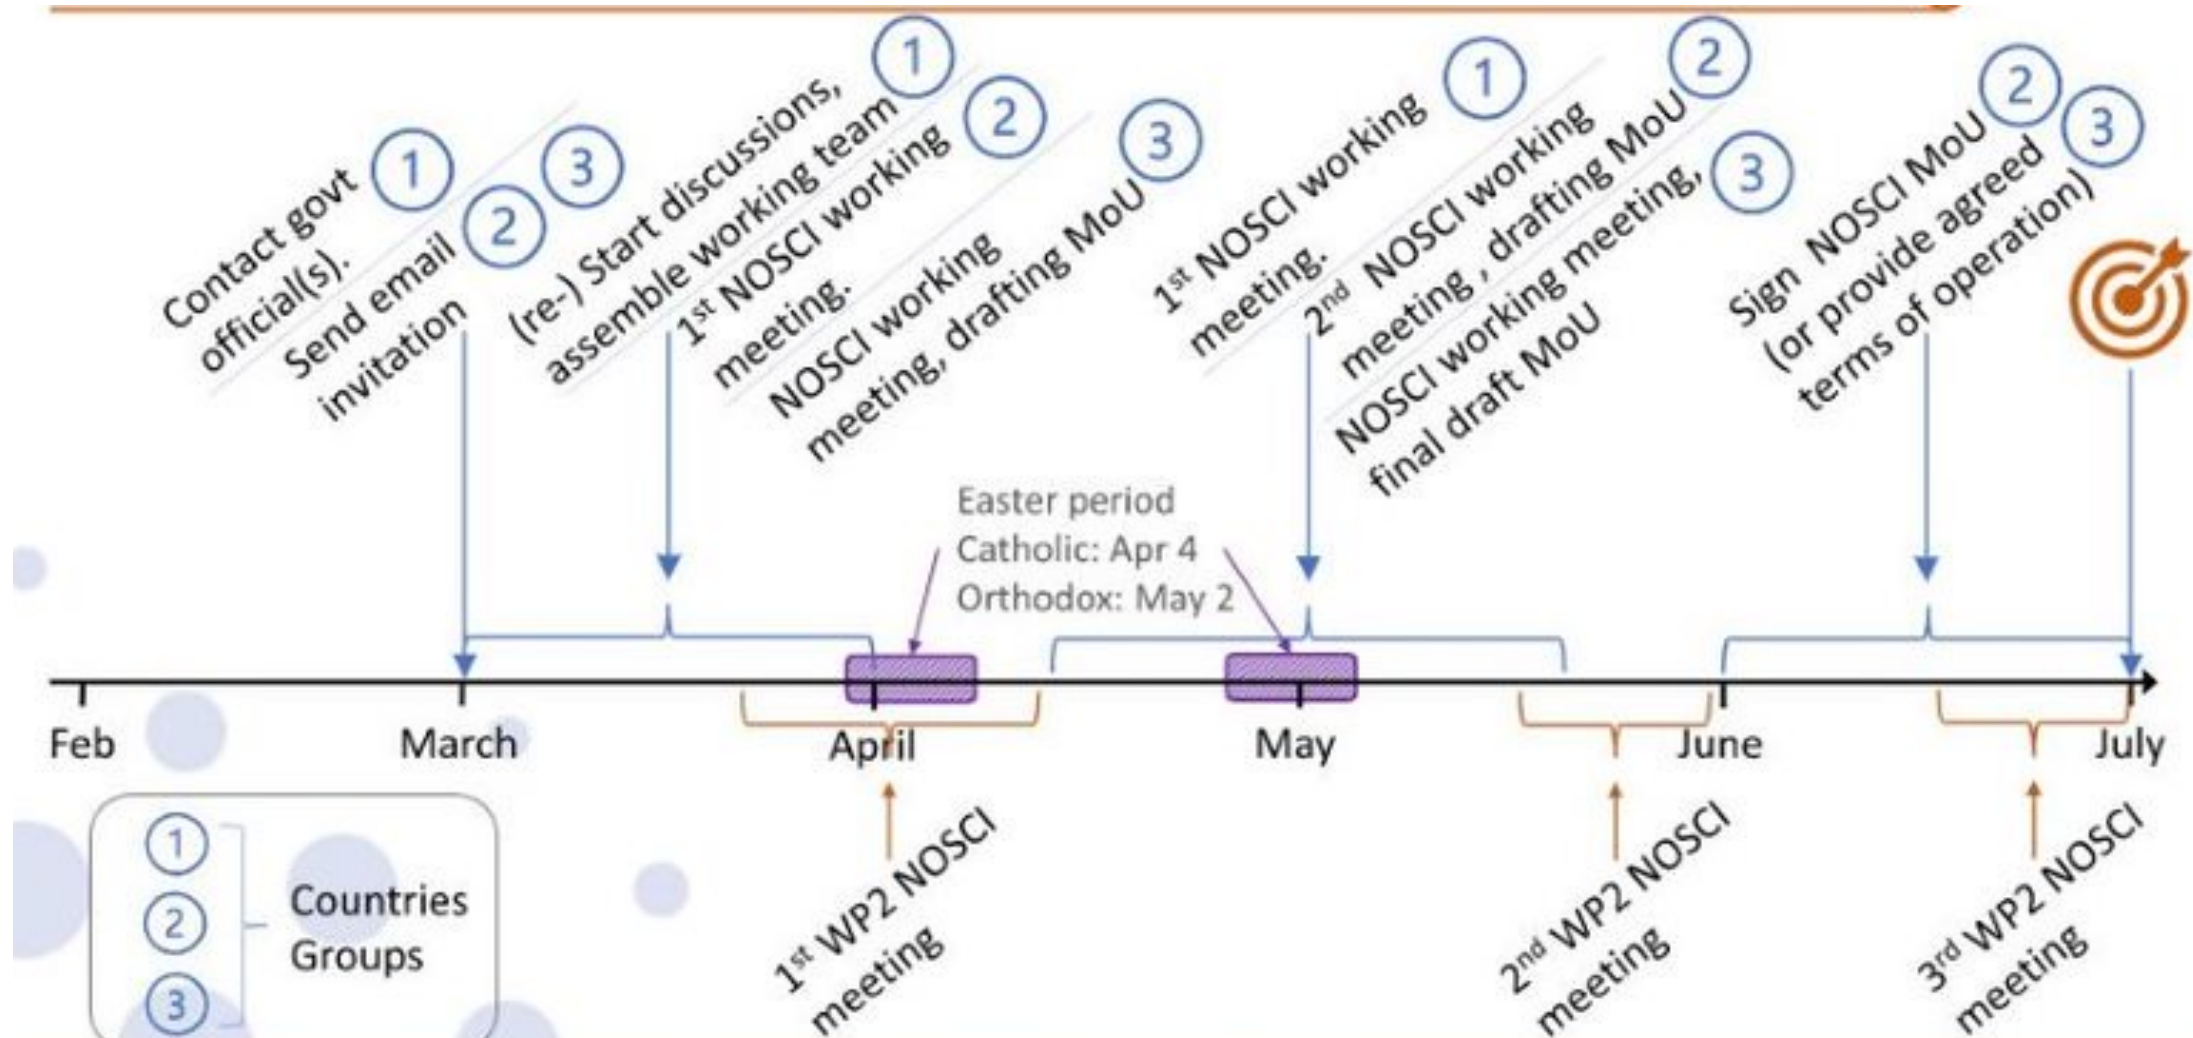 Contact govt
official(s).
1
Send email
invitation
2
3
(re-) Start discussions,
assemble working team
1
1st NOSCI working
meeting.
2
NOSCI working
meeting, drafting MoU
3
1st NOSCI working
meeting.
1
2nd NOSCI working
meeting , drafting MoU
2
NOSCI working meeting,
final draft MoU
3
Sign NOSCI MoU
(or provide agreed
terms of operation)
2
3
Easter period
Catholic: Apr 4
Orthodox: May 2
Feb
March
April
May
June
July
1st WP2 NOSCI
meeting
2nd WP2 NOSCI
meeting
3rd WP2 NOSCI
meeting
1
2
3
Countries
Groups